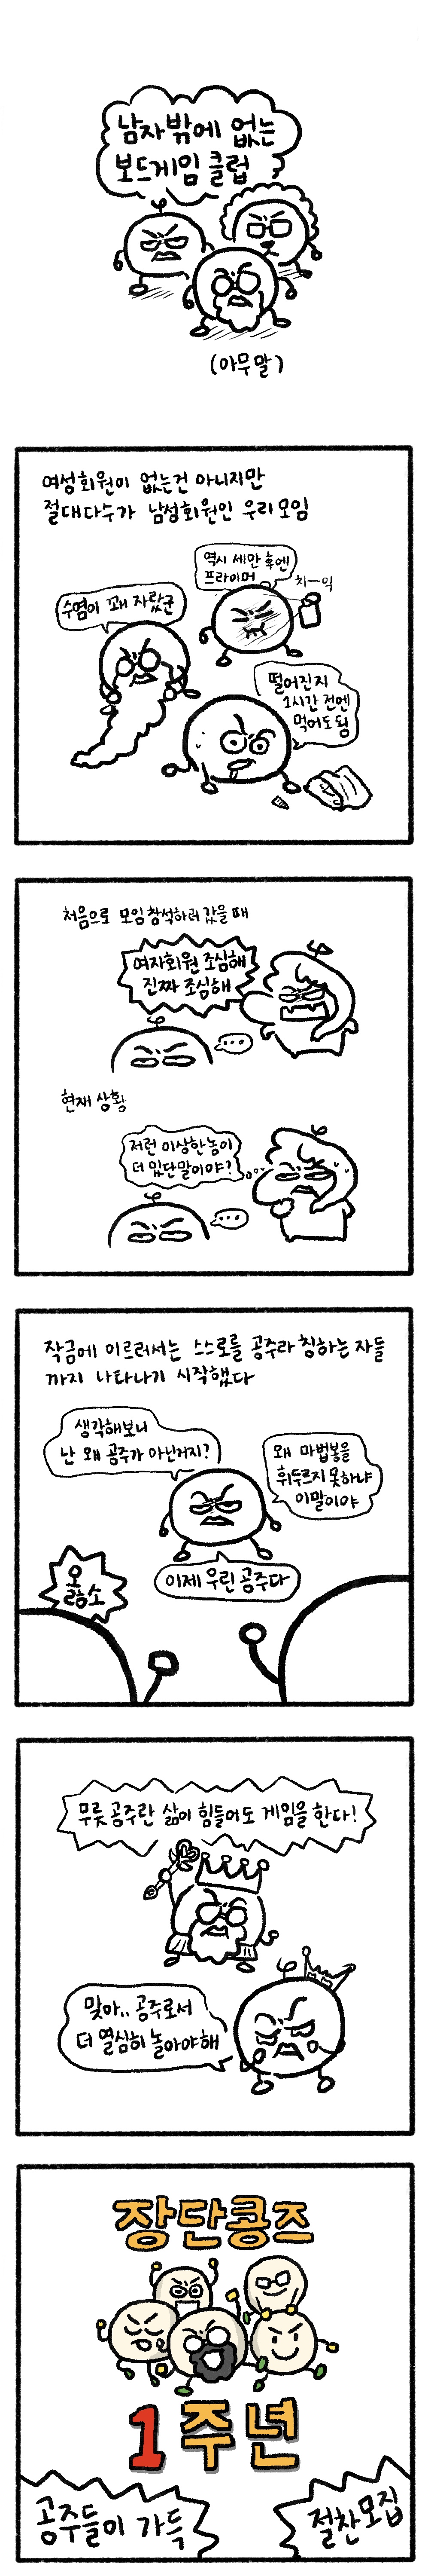 남자밖에 없는
보드게임 클럽
(아무말)
여성회원이 없는건 아니지만
절대다수가 남성회원인 우리모임
역시 세안 후엔
프라이머
치-익
수염이 꽤 자랐군
떨어진지
1시간 전엔
먹어도 됨
처음으로 모임 참석하러 갔을 때
여자회원 조심해
진짜 조심해
...
현재 상황
저런 이상한놈이
더 있단말이야?
...
작금에 이르러서는 스스로를 공주라 칭하는 자들
까지 나타나기 시작했다
생각해보니
난 왜 공주가 아닌거지?
왜 마법봉을
휘두르지 못하냐
이말이야
이제 우린 공주다
옳소
무릇 공주란 삶이 힘들어도 게임을 한다!
맞아.. 공주로서
더 열심히 놀아야해
장단콩즈
1주년
공주들이 가득
절찬모집